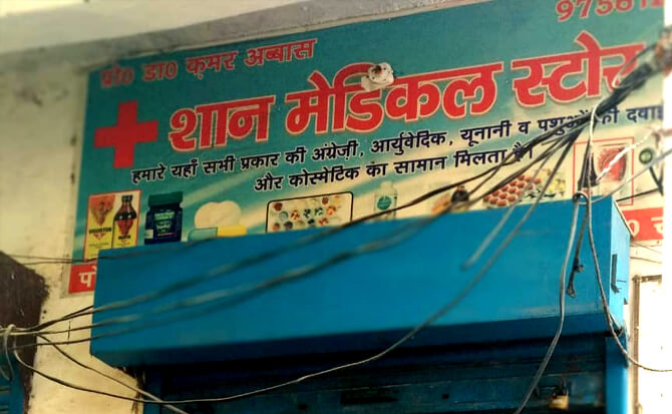 प्रो० डा० कमर अब्बास
शान मेडिकल स्टोर
हमारे यहाँ सभी प्रकार की अंग्रेज़ी, आर्युवेदिक, यूनानी व पशुओं की दवा
और कोस्मेटिक का सामान मिलता है।